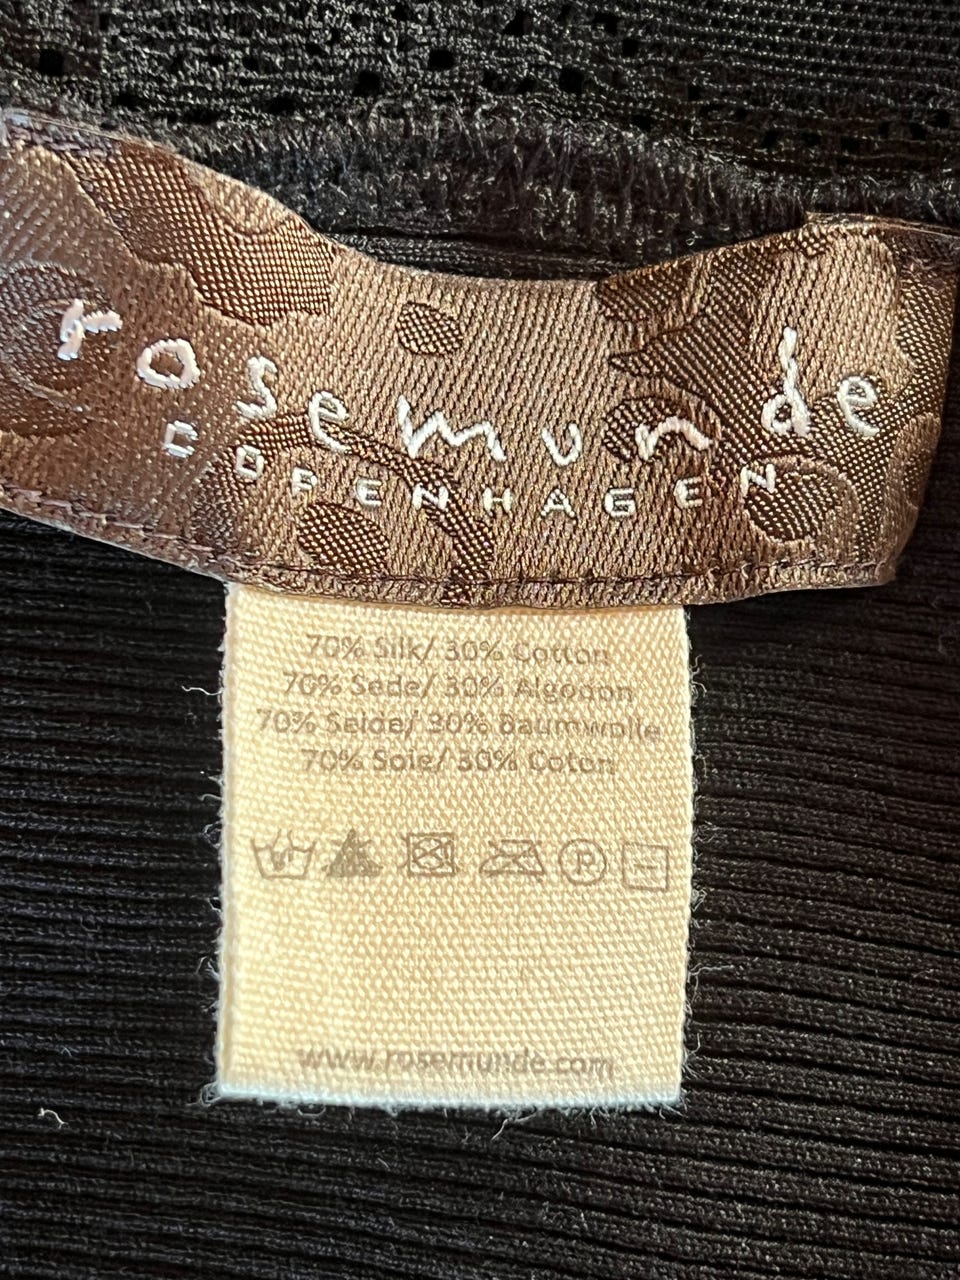 rosemunde
COPENHAGEN
70% Silk/ 30% Cotton
70% Sede/ 30% Algodon
70% Seide/ 30% Baumwolle
70% Soie/ 30% Coton
P
www.rosemunde.com